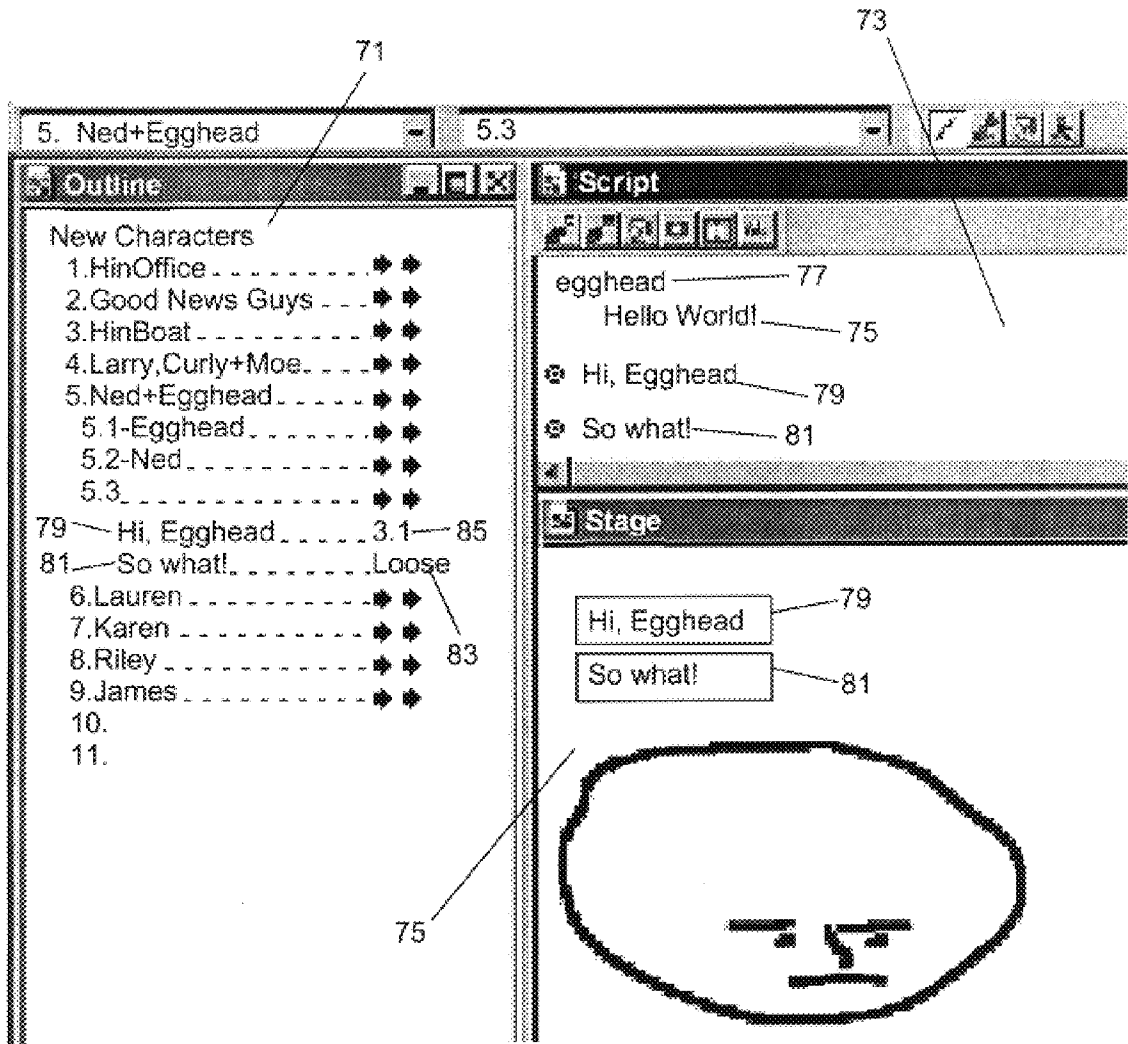 73
71
5. Ned+Egghead
5.3
Outline
New Characters
1.HinOffice
2.Good News Guys
3.HinBoat
4.Larry,Curly+Moe
5.Ned+Egghead
5.1-Egghead
5.2-Ned
5.3
79 Hi, Egghead 3.1 85
81 So what! Loose
6.Lauren
7.Karen
8.Riley 83
9.James
10.
11.
75
Script
egghead 77
Hello World! 75
Hi, Egghead 79
So what! 81
Stage
Hi, Egghead 79
So what! 81